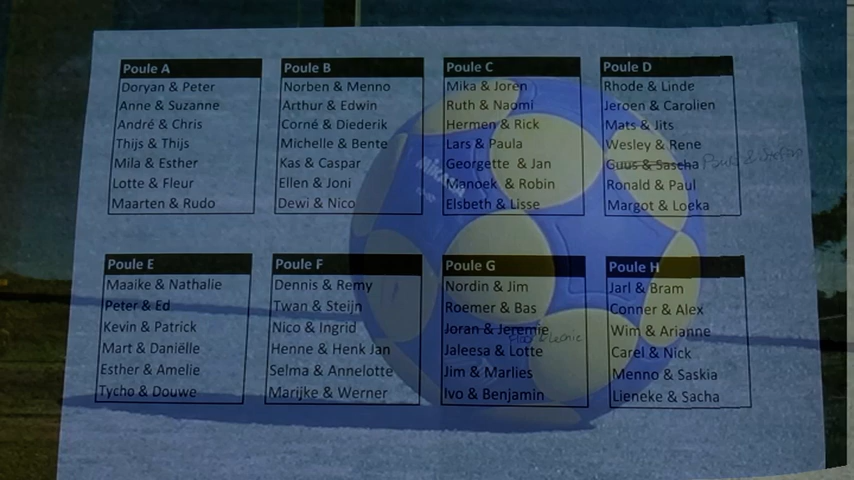 Poule A
Doryan & Peter
Anne & Suzanne
André & Chris
Thijs & Thijs
Mila & Esther
Lotte & Fleur
Maarten & Rudo
Poule B
Norben & Menno
Arthur & Edwin
Corné & Diederik
Michelle & Bente
Kas & Caspar
Ellen & Joni
Dewi & Nico
Poule C
Mika & Joren
Ruth & Naomi
Hermen & Rick
Lars & Paula
Georgette & Jan
Manoek & Robin
Elsbeth & Lisse
Poule D
Rhode & Linde
Jeroen & Carolien
Mats & Jits
Wesley & Rene
Guus & Sascha
Ronald & Paul
Margot & Loeka
Poule E
Maaike & Nathalie
Peter & Ed
Kevin & Patrick
Mart & Daniëlle
Esther & Amelie
Tycho & Douwe
Poule F
Dennis & Remy
Twan & Steijn
Nico & Ingrid
Henne & Henk Jan
Selma & Annelotte
Marijke & Werner
Poule G
Nordin & Jim
Roemer & Bas
Joran & Jeremie
Jaleesa & Lotte
Jim & Marlies
Ivo & Benjamin
Poule H
Jarl & Bram
Conner & Alex
Wim & Arianne
Carel & Nick
Menno & Saskia
Lieneke & Sacha
MIKASA